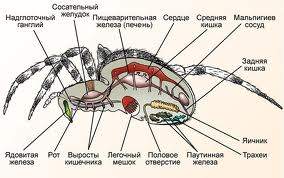 Надглоточный
ганглий
Сосательный
желудок
Пищеварительная
железа (печень)
Сердце
Средняя
кишка
Мальпигиев
сосуд
Задняя
кишка
Ядовитая
железа
Рот
Выросты
кишечника
Легочный
мешок
Половое
отверстие
Паутинная
железа
Трахеи
Яичник